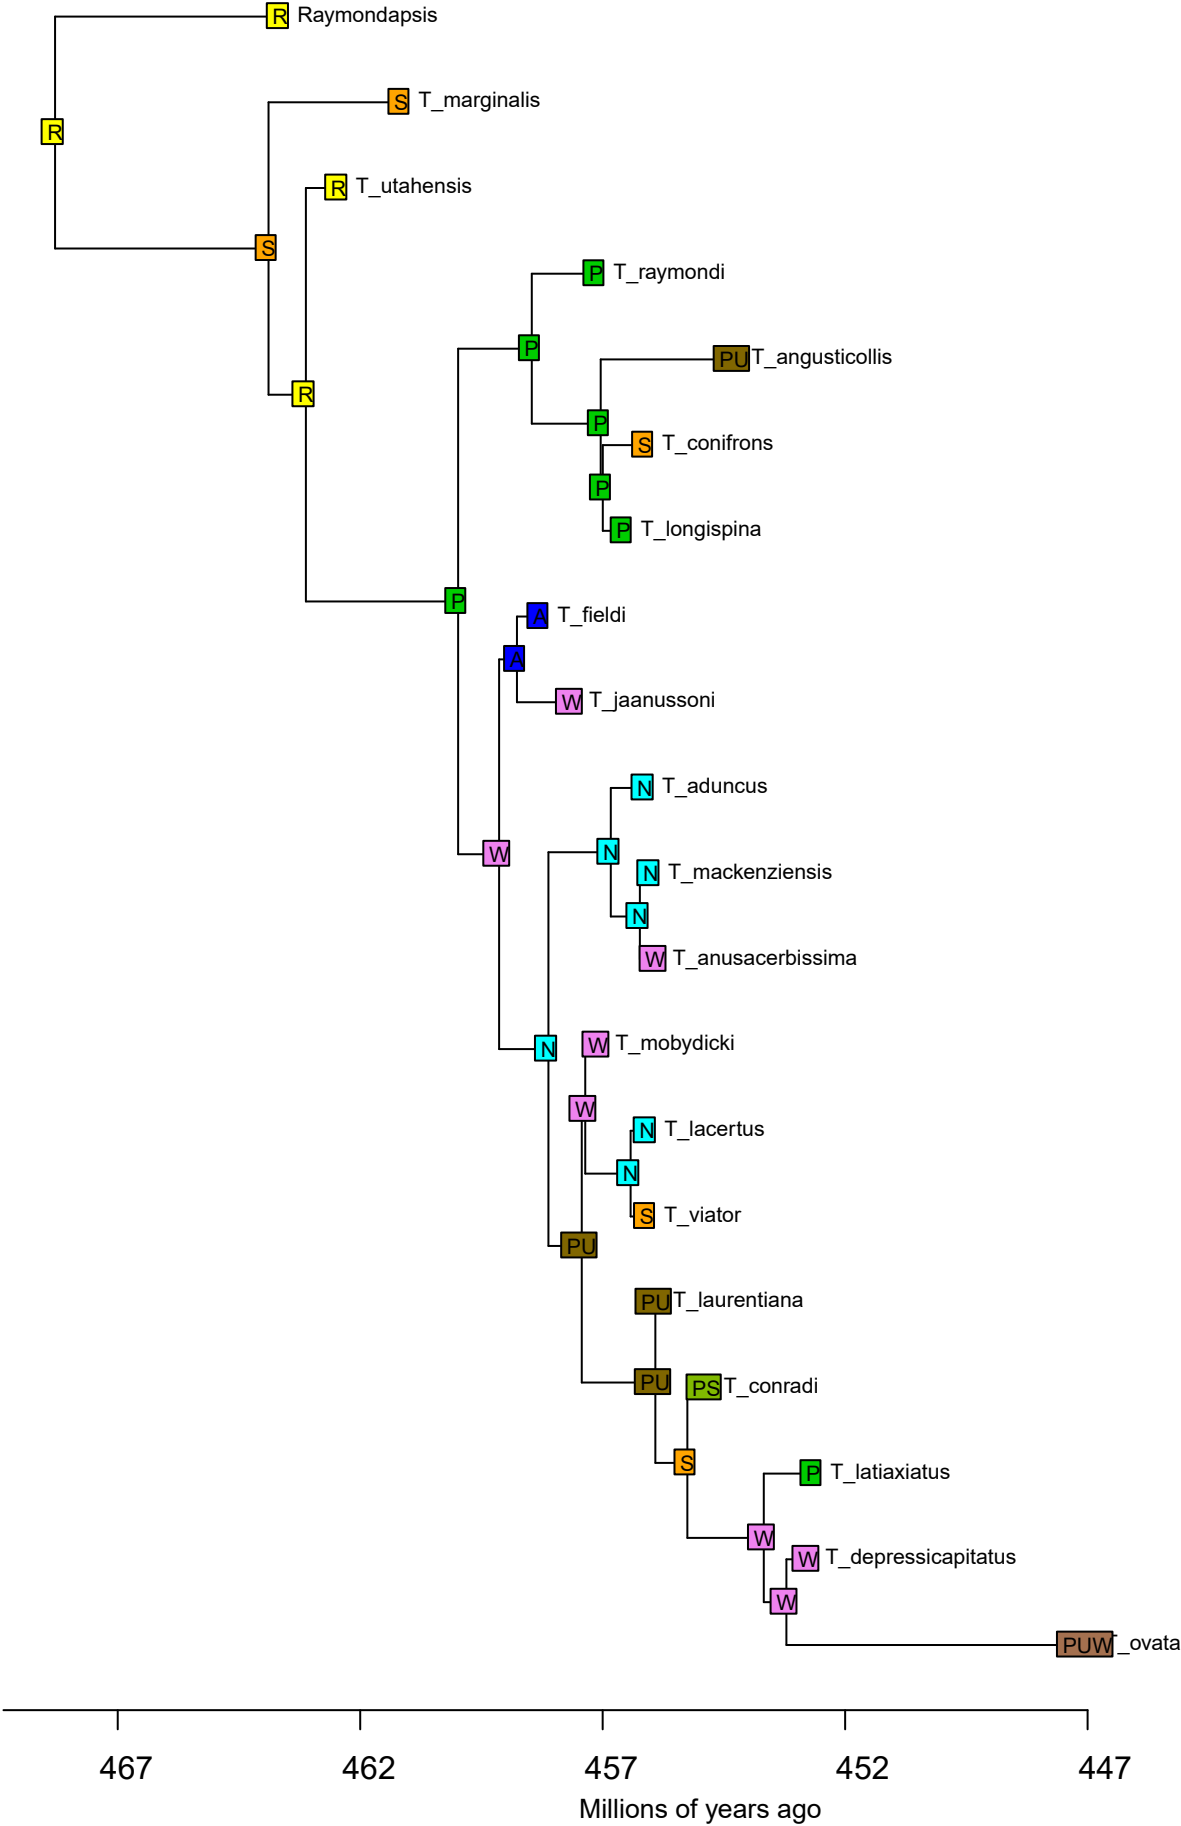 R Raymondapsis
S T_marginalis
R
R T_utahensis
S
P T_raymondi
P
PU T_angusticollis
R
P
S T_conifrons
P
P T_longispina
P
A T_fieldi
A
W T_jaanussoni
N T_aduncus
N
W
N T_mackenziensis
N
W T_anusacerbissima
W T_mobydicki
N
W
N T_lacertus
N
S T_viator
PU
PU T_laurentiana
PU
PS T_conradi
S
P T_latiaxiatus
W
W T_depressicapitatus
W
PUW _ovata
467 462 457 452 447
Millions of years ago